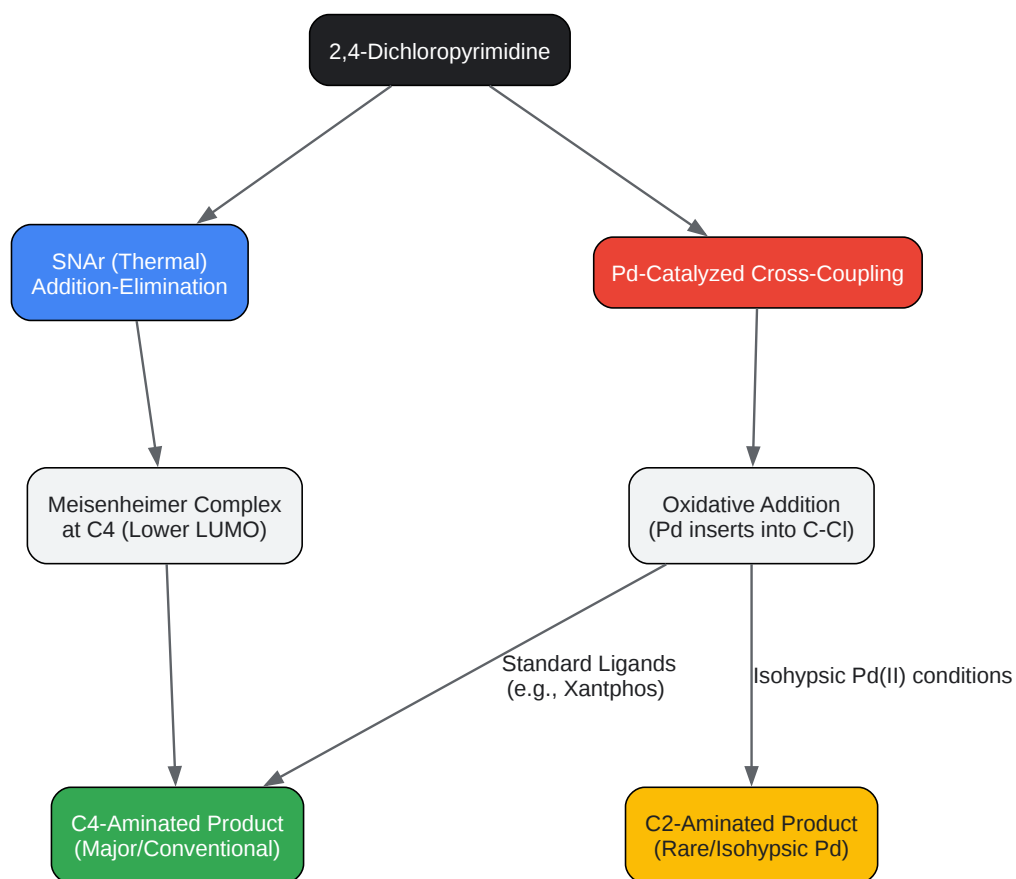 2,4-Dichloropyrimidine
SNAr (Thermal)
Addition-Elimination
Pd-Catalyzed Cross-Coupling
Meisenheimer Complex
at C4 (Lower LUMO)
Oxidative Addition
(Pd inserts into C-Cl)
Standard Ligands
(e.g., Xantphos)
Isohypsic Pd(II) conditions
C4-Aminated Product
(Major/Conventional)
C2-Aminated Product
(Rare/Isohypsic Pd)